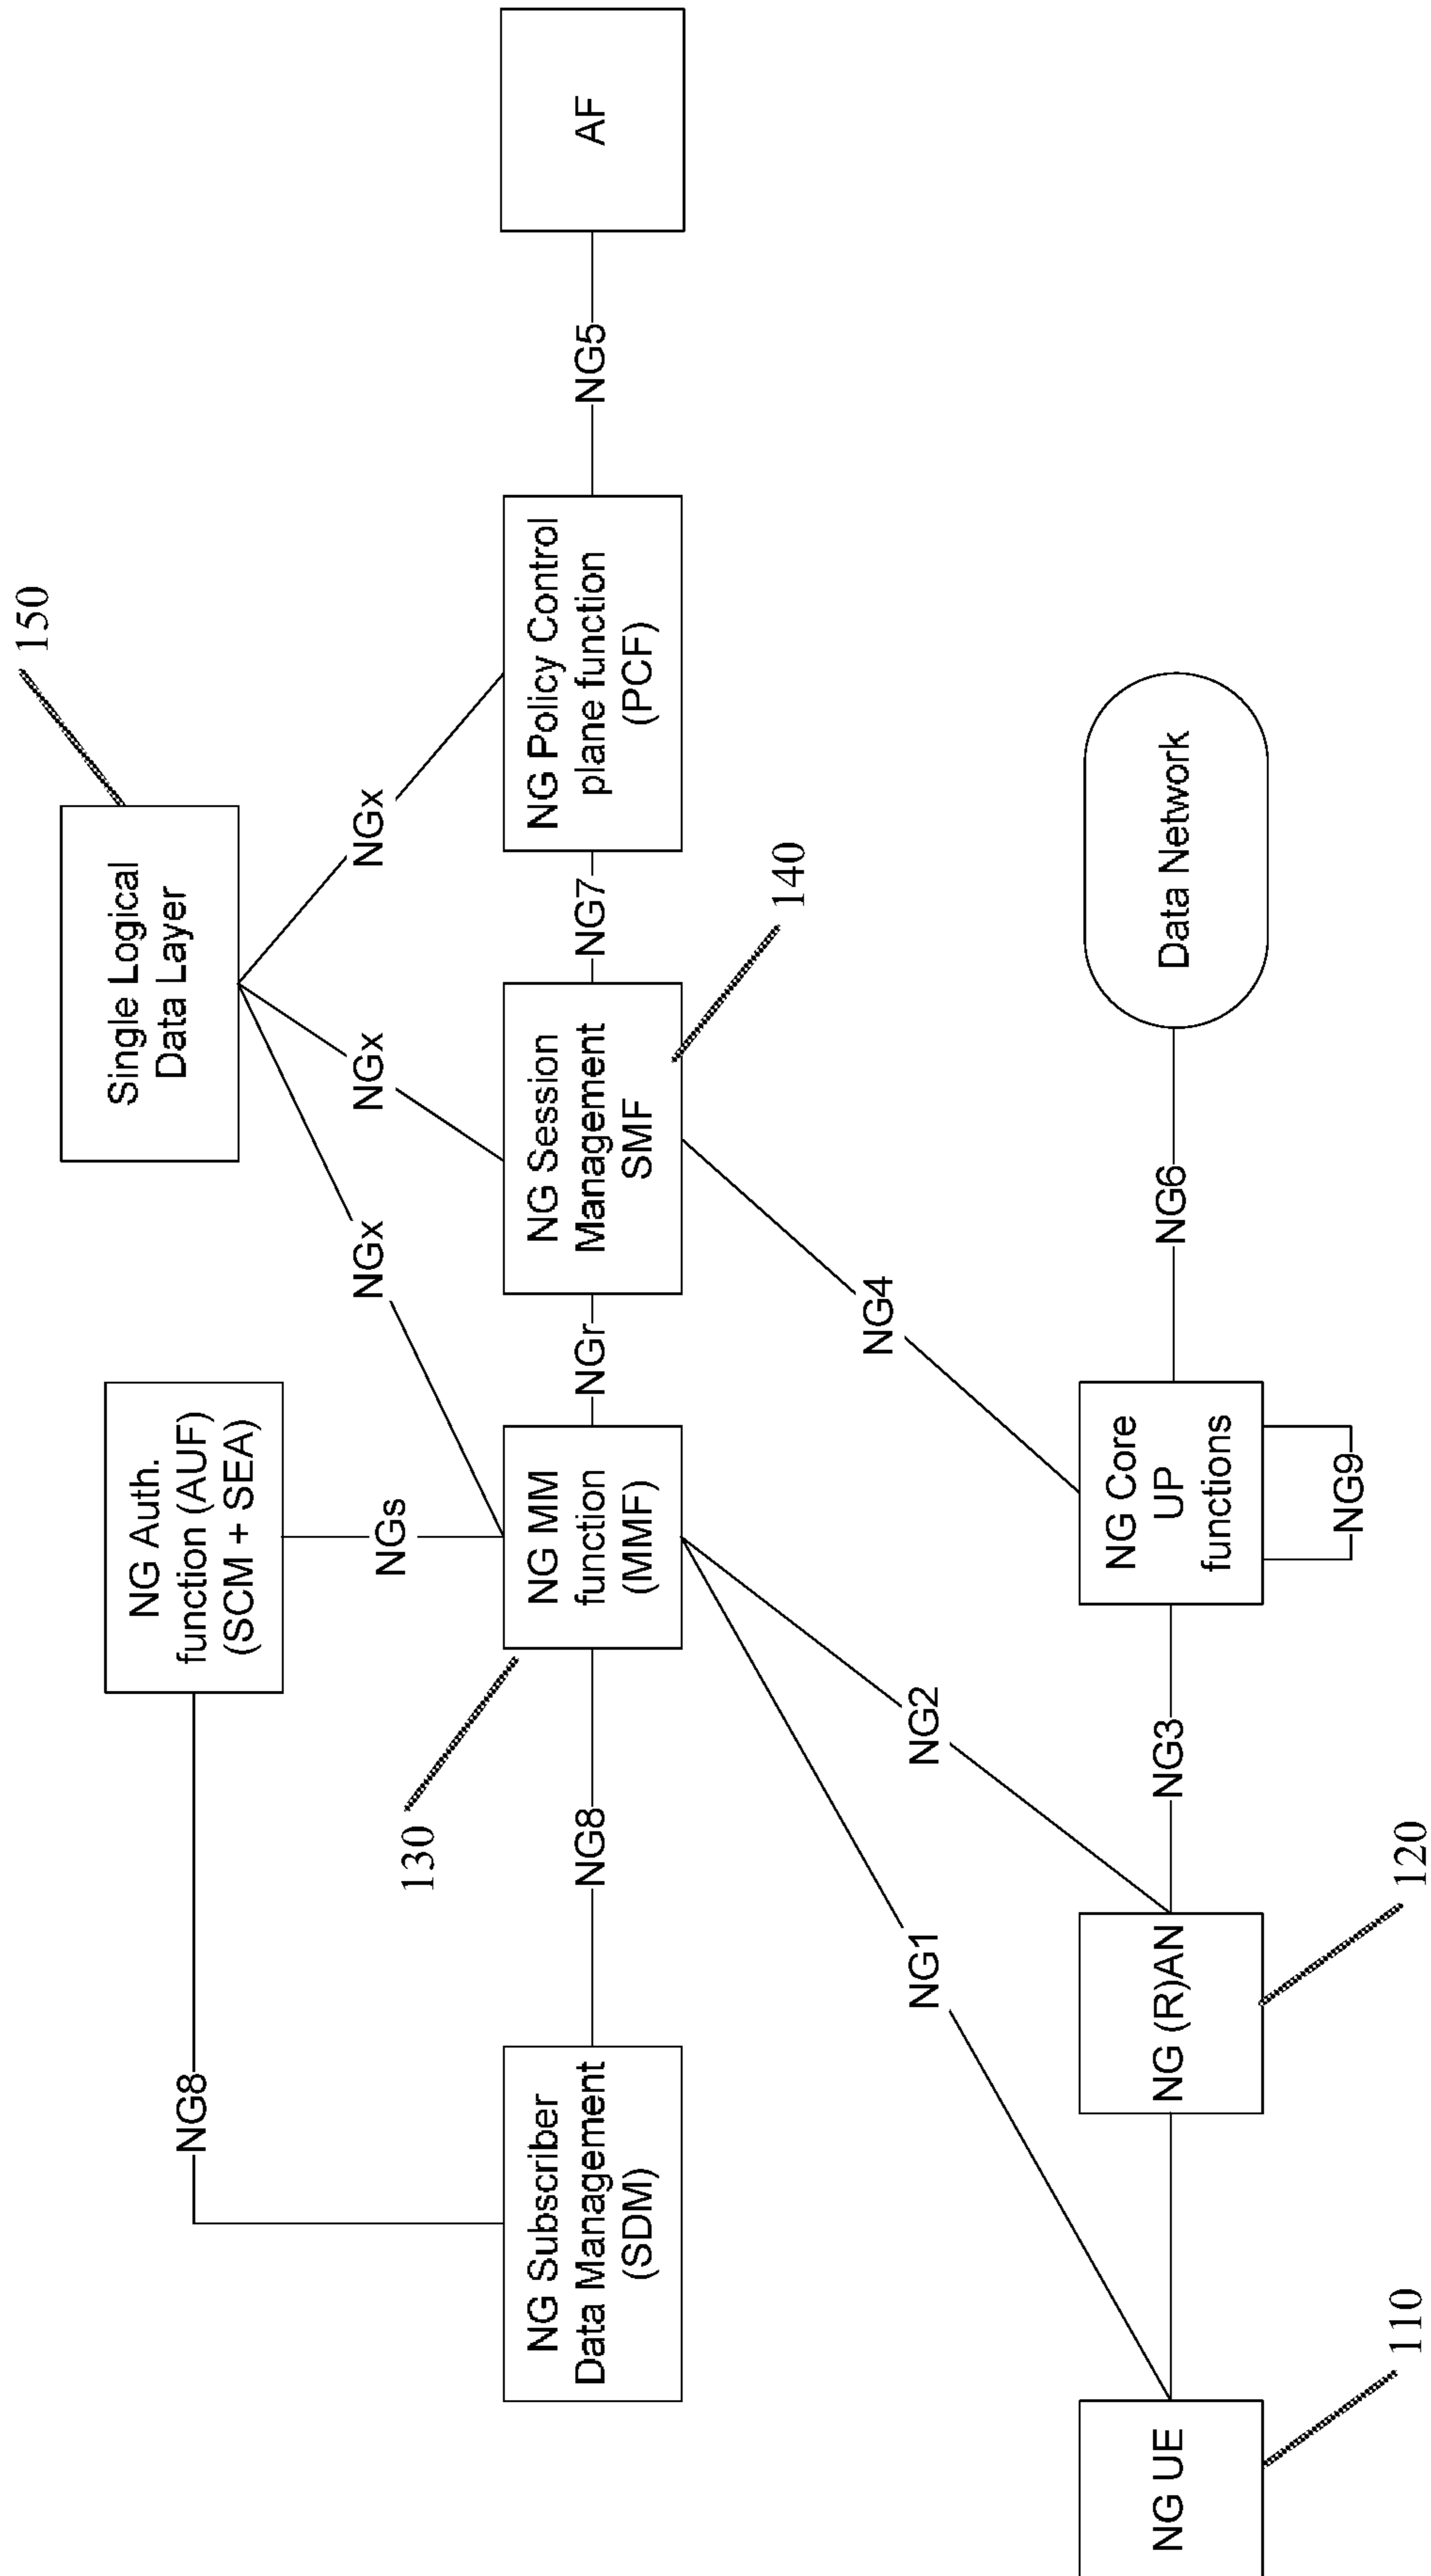 150
Single Logical
Data Layer
NG Auth.
function (AUF)
(SCM + SEA)
NG8
NGs
NGx
NGx
NGx
NG Subscriber
Data Management
(SDM)
NG8
130
NG MM
function
(MMF)
NGr
NG Session
Management
SMF
NG7
NG Policy Control
plane function
(PCF)
NG5
AF
140
NG1
NG2
NG4
NG UE
110
NG (R)AN
120
NG3
NG Core
UP
functions
NG9
NG6
Data Network